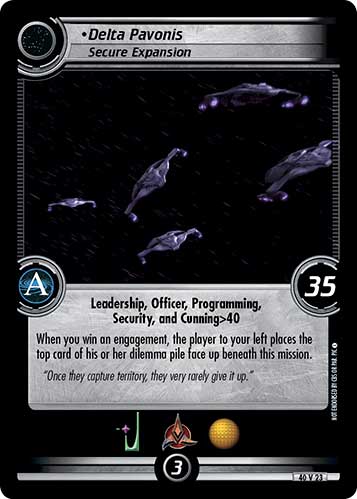 •Delta Pavonis
Secure Expansion
A
35
Leadership, Officer, Programming,
Security, and Cunning>40
When you win an engagement, the player to your left places the
top card of his or her dilemma pile face up beneath this mission.
"Once they capture territory, they very rarely give it up."
3
40 V 23